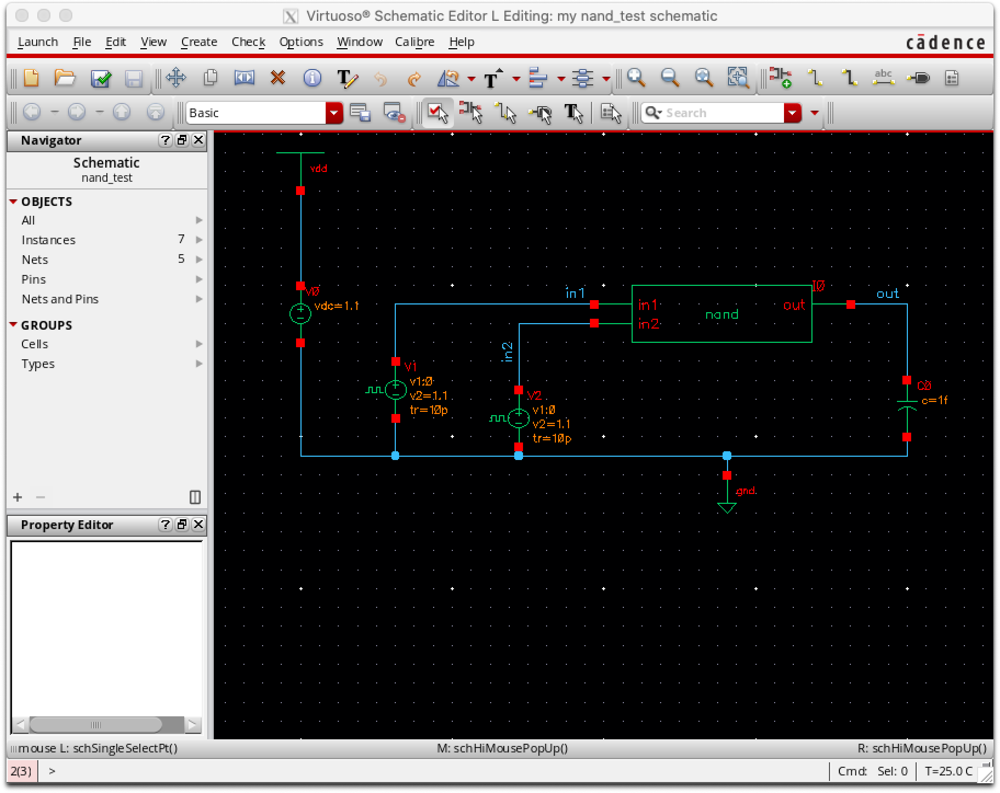 Virtuoso® Schematic Editor L Editing: my nand_test schematic
Launch File Edit View Create Check Options Window Calibre Help
cādence
abc
Basic
Search
Navigator
Schematic
nand_test
OBJECTS
All
Instances 7
Nets 5
Pins
Nets and Pins
GROUPS
Cells
Types
Property Editor
vdd
V0
vdc=1.1
in1
in1
in2
nand
out
I0
out
in2
V1
v1:0
v2=1.1
tr=10p
V2
v1:0
v2=1.1
tr=10p
C0
c=1f
gnd
mouse L: schSingleSelectPt() M: schHiMousePopUp() R: schHiMousePopUp()
2(3) > Cmd: Sel: 0 T=25.0 C